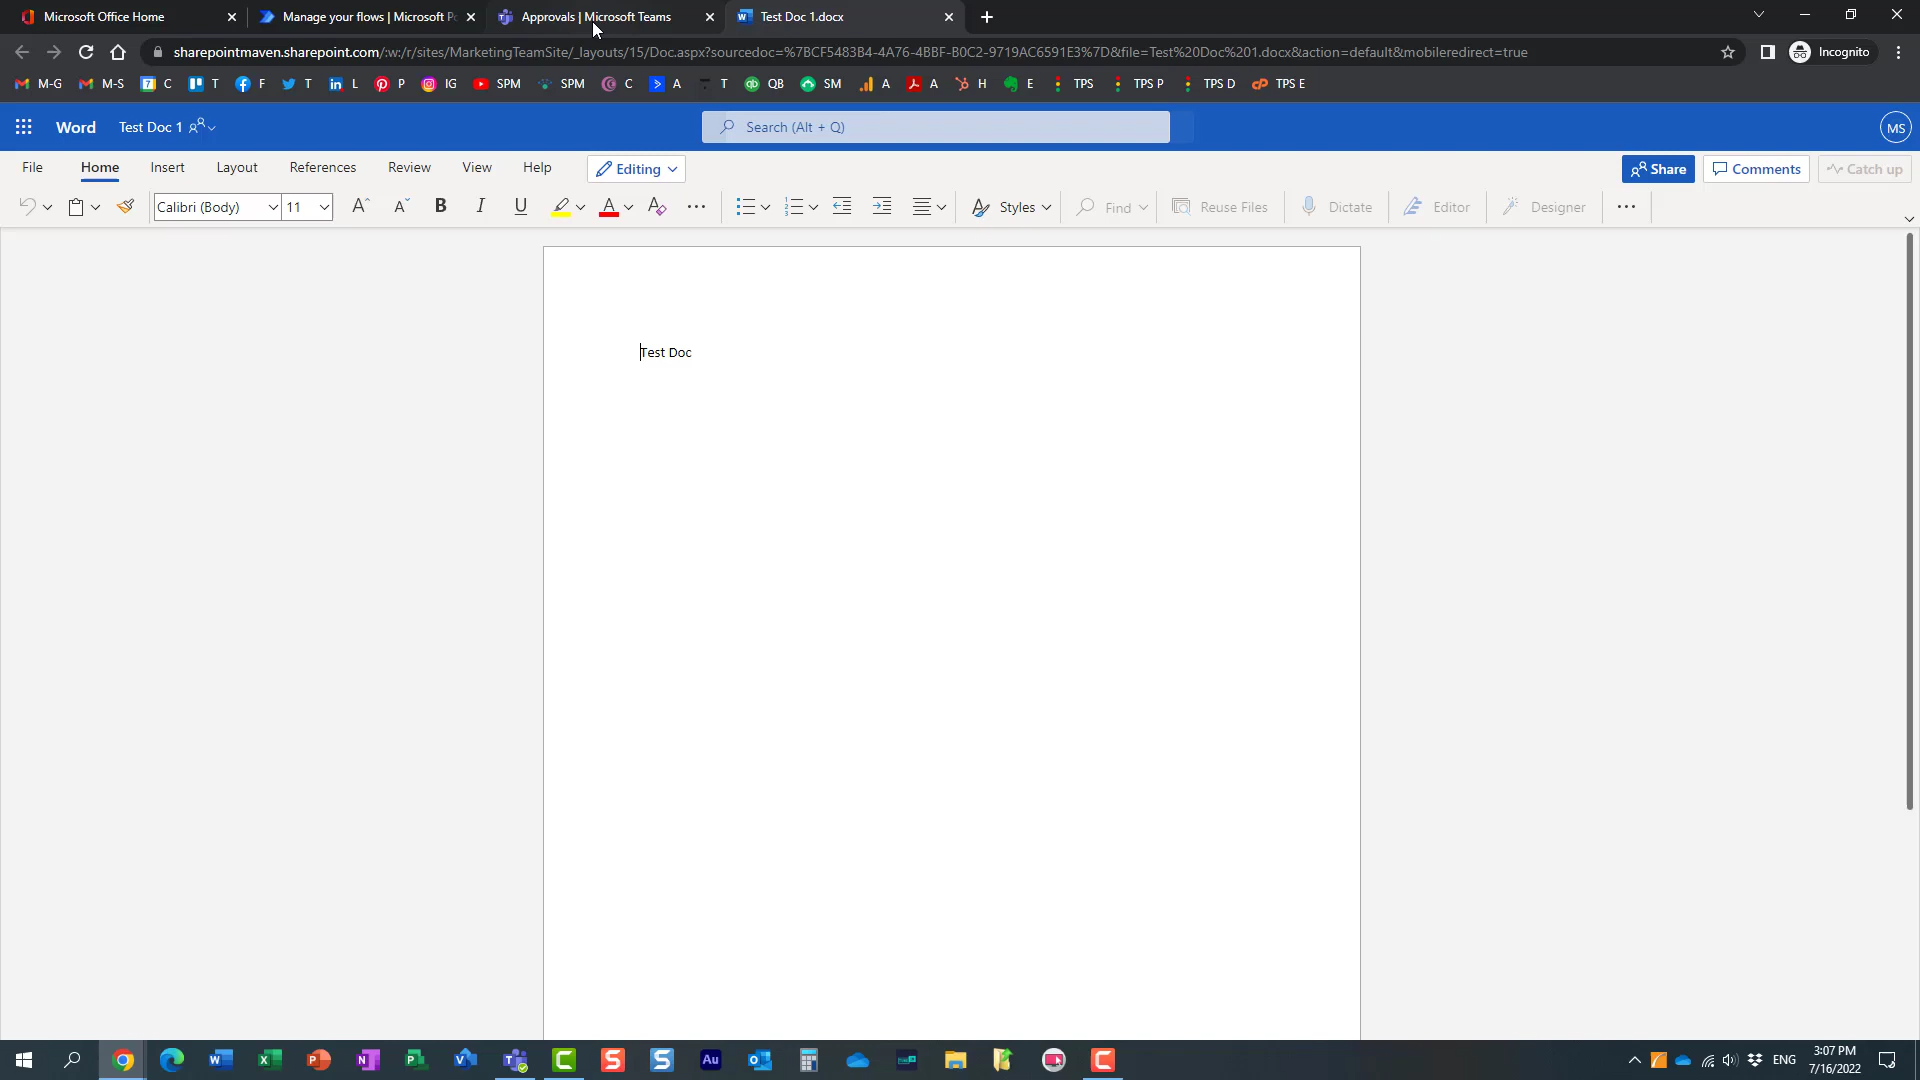 Microsoft Office Home
Manage your flows | Microsoft Po
Approvals | Microsoft Teams
Test Doc 1.docx
sharepointmaven.sharepoint.com/:w:/r/sites/MarketingTeamSite/_layouts/15/Doc.aspx?sourcedoc=%7BCF5483B4-4A76-4BBF-B0C2-9719AC6591E3%7D&file=Test%20Doc%201.docx&action=default&mobileredirect=true
Incognito
M-G M-S C T F T L P IG SPM SPM C A T QB SM A A H E TPS TPS P TPS D TPS E
Word Test Doc 1 Search (Alt + Q) MS
File Home Insert Layout References Review View Help Editing Share Comments Catch up
Calibri (Body) 11 B I U A Styles Find Reuse Files Dictate Editor Designer
Test Doc
ENG
3:07 PM
7/16/2022